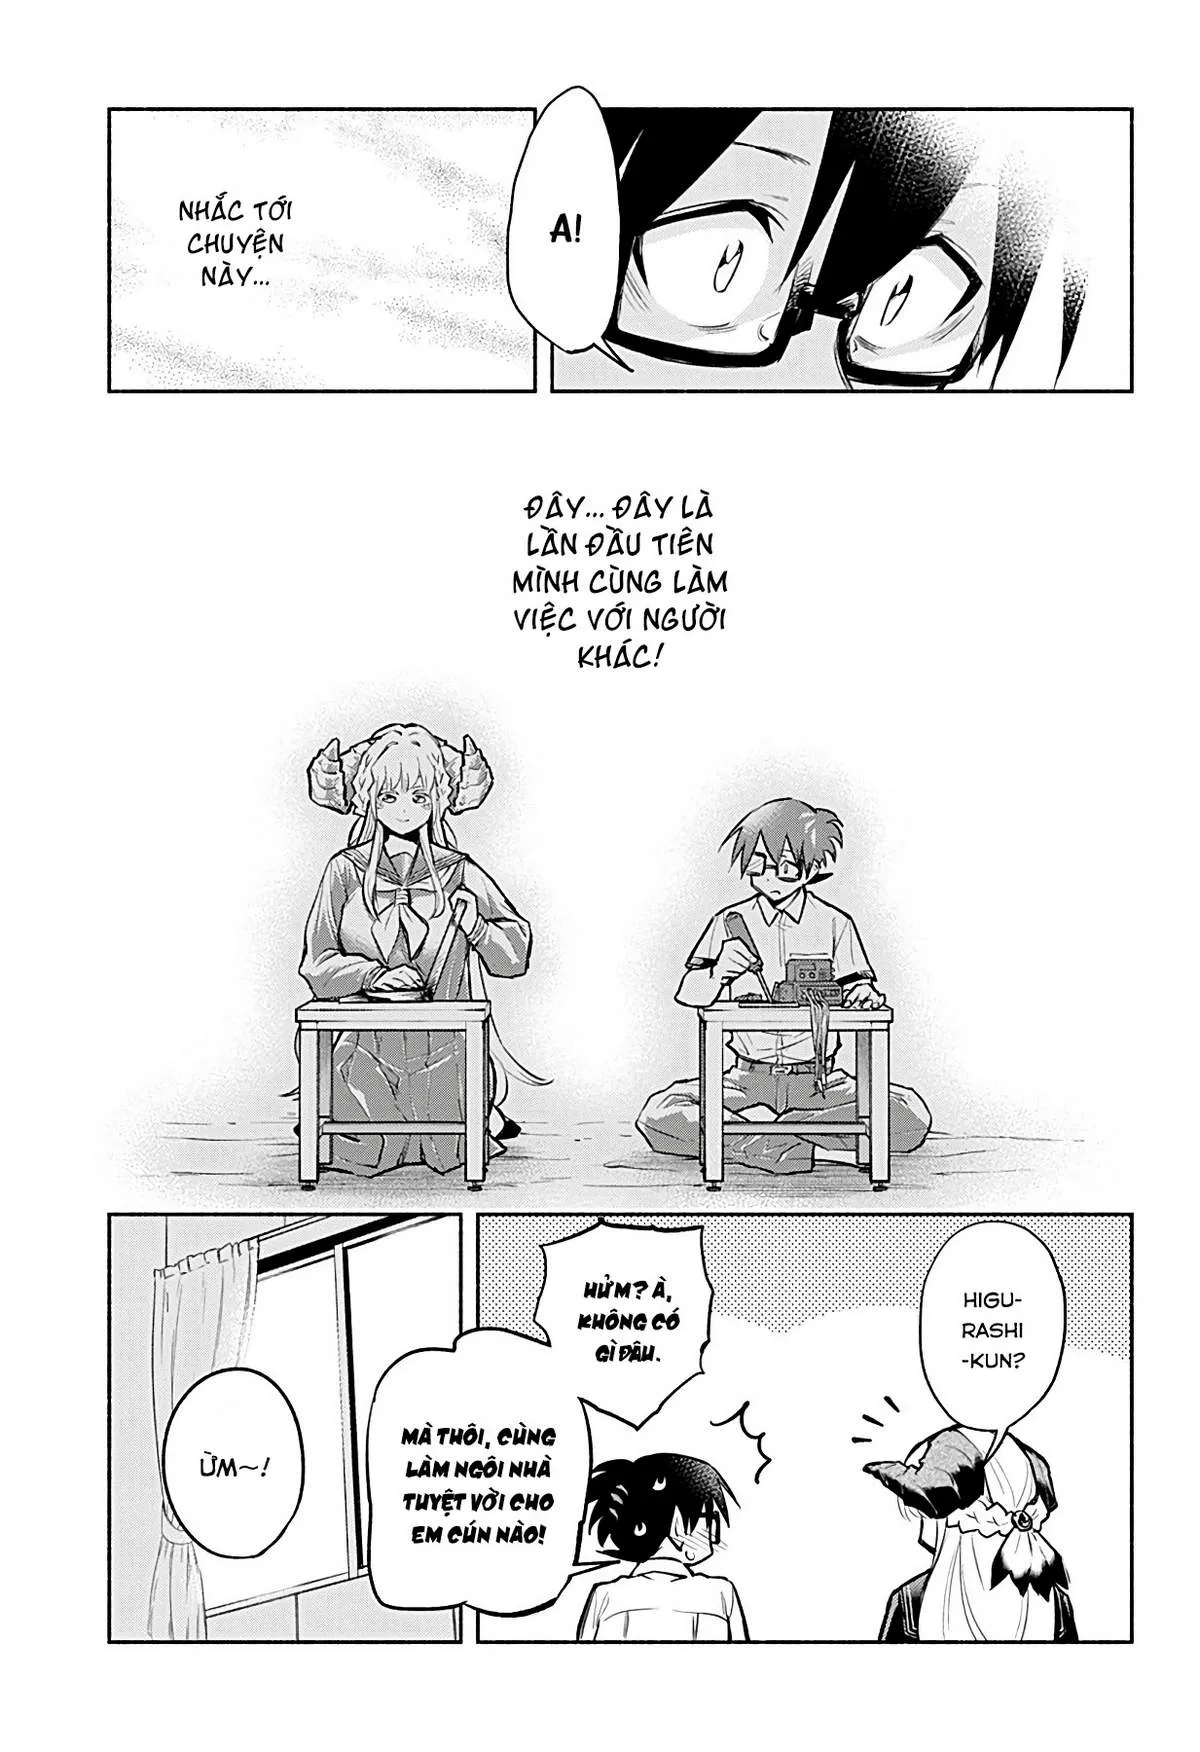 A!
NHẮC TỚI
CHUYỆN
NÀY...
ĐÂY... ĐÂY LÀ
LẦN ĐẦU TIÊN
MÌNH CÙNG LÀM
VIỆC VỚI NGƯỜI
KHÁC!
HIGU-
RASHI
-KUN?
HỬM? À,
KHÔNG CÓ
GÌ ĐÂU.
MÀ THÔI, CÙNG
LÀM NGÔI NHÀ
TUYỆT VỜI CHO
EM CÚN NÀO!
ỪM~!